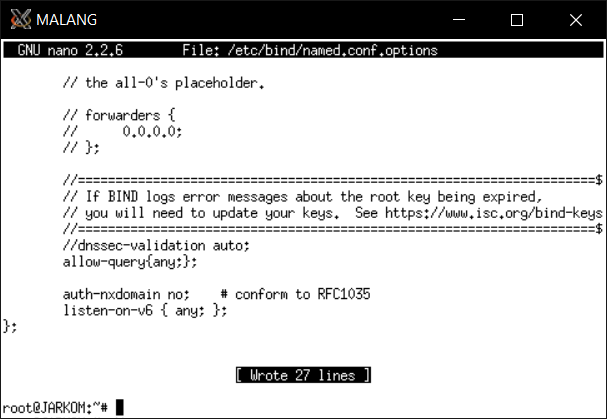 MALANG
GNU nano 2.2.6 File: /etc/bind/named.conf.options
// the all-0's placeholder.
// forwarders {
// 0.0.0.0;
// };
//=====================================================================$
// If BIND logs error messages about the root key being expired,
// you will need to update your keys. See https://www.isc.org/bind-keys
//=====================================================================$
//dnssec-validation auto;
allow-query{any;};
auth-nxdomain no; # conform to RFC1035
listen-on-v6 { any; };
};
[ Wrote 27 lines ]
root@JARKOM:~#